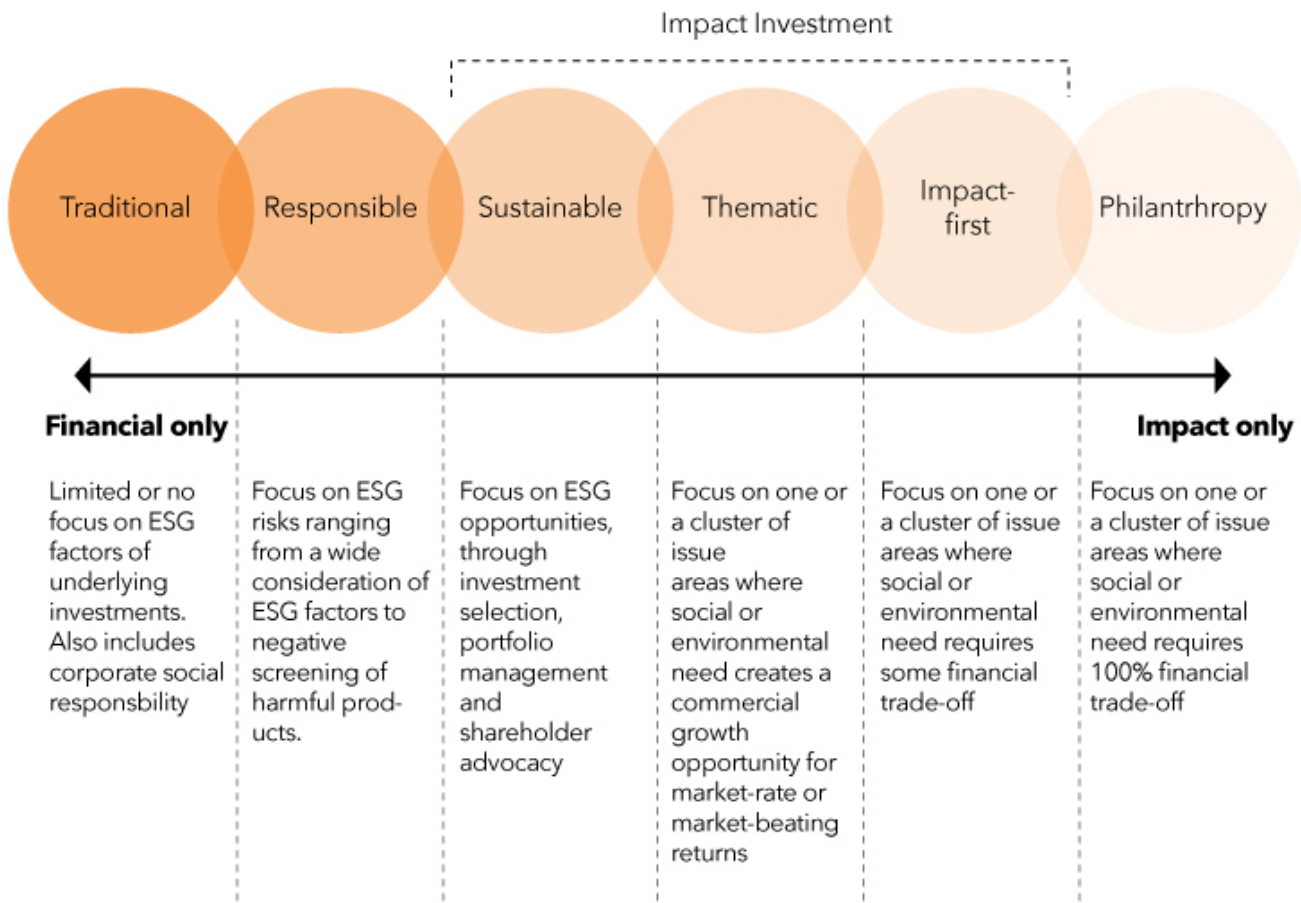 Impact Investment
Traditional
Responsible
Sustainable
Thematic
Impact-
first
Philantrhropy
Financial only
Impact only
Limited or no
focus on ESG
factors of
underlying
investments.
Also includes
corporate social
responsbility
Focus on ESG
risks ranging
from a wide
consideration of
ESG factors to
negative
screening of
harmful prod-
ucts.
Focus on ESG
opportunities,
through
investment
selection,
portfolio
management
and
shareholder
advocacy
Focus on one or
a cluster of
issue
areas where
social or
environmental
need creates a
commercial
growth
opportunity for
market-rate or
market-beating
returns
Focus on one or
a cluster of issue
areas where
social or
environmental
need requires
some financial
trade-off
Focus on one or
a cluster of issue
areas where
social or
environmental
need requires
100% financial
trade-off